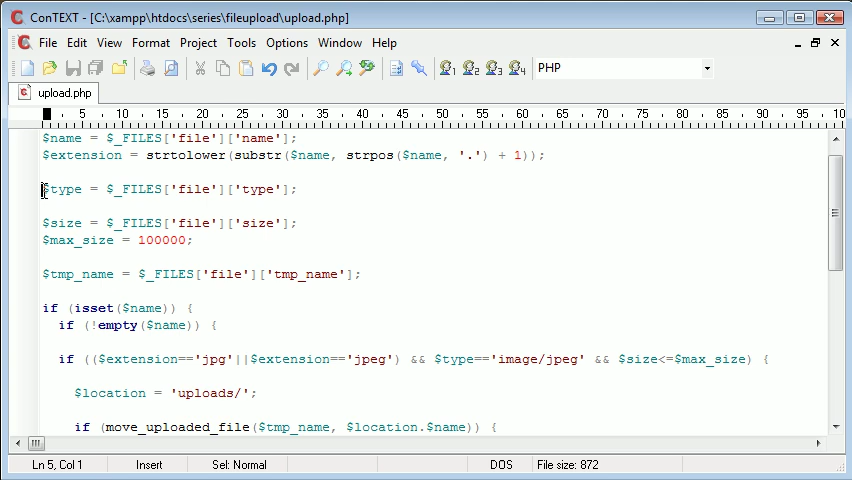 ConTEXT - [C:\xampp\htdocs\series\fileupload\upload.php]
File Edit View Format Project Tools Options Window Help
1 2 3 4 PHP
upload.php
5 10 15 20 25 30 35 40 45 50 55 60 65 70 75 80 85 90 95 10
$name = $_FILES['file']['name'];
$extension = strtolower(substr($name, strpos($name, '.') + 1));
$type = $_FILES['file']['type'];
$size = $_FILES['file']['size'];
$max_size = 100000;
$tmp_name = $_FILES['file']['tmp_name'];
if (isset($name)) {
if (!empty($name)) {
if (($extension=='jpg'||$extension=='jpeg') && $type=='image/jpeg' && $size<=$max_size) {
$location = 'uploads/';
if (move_uploaded_file($tmp_name, $location.$name)) {
Ln 5, Col 1 Insert Sel: Normal DOS File size: 872